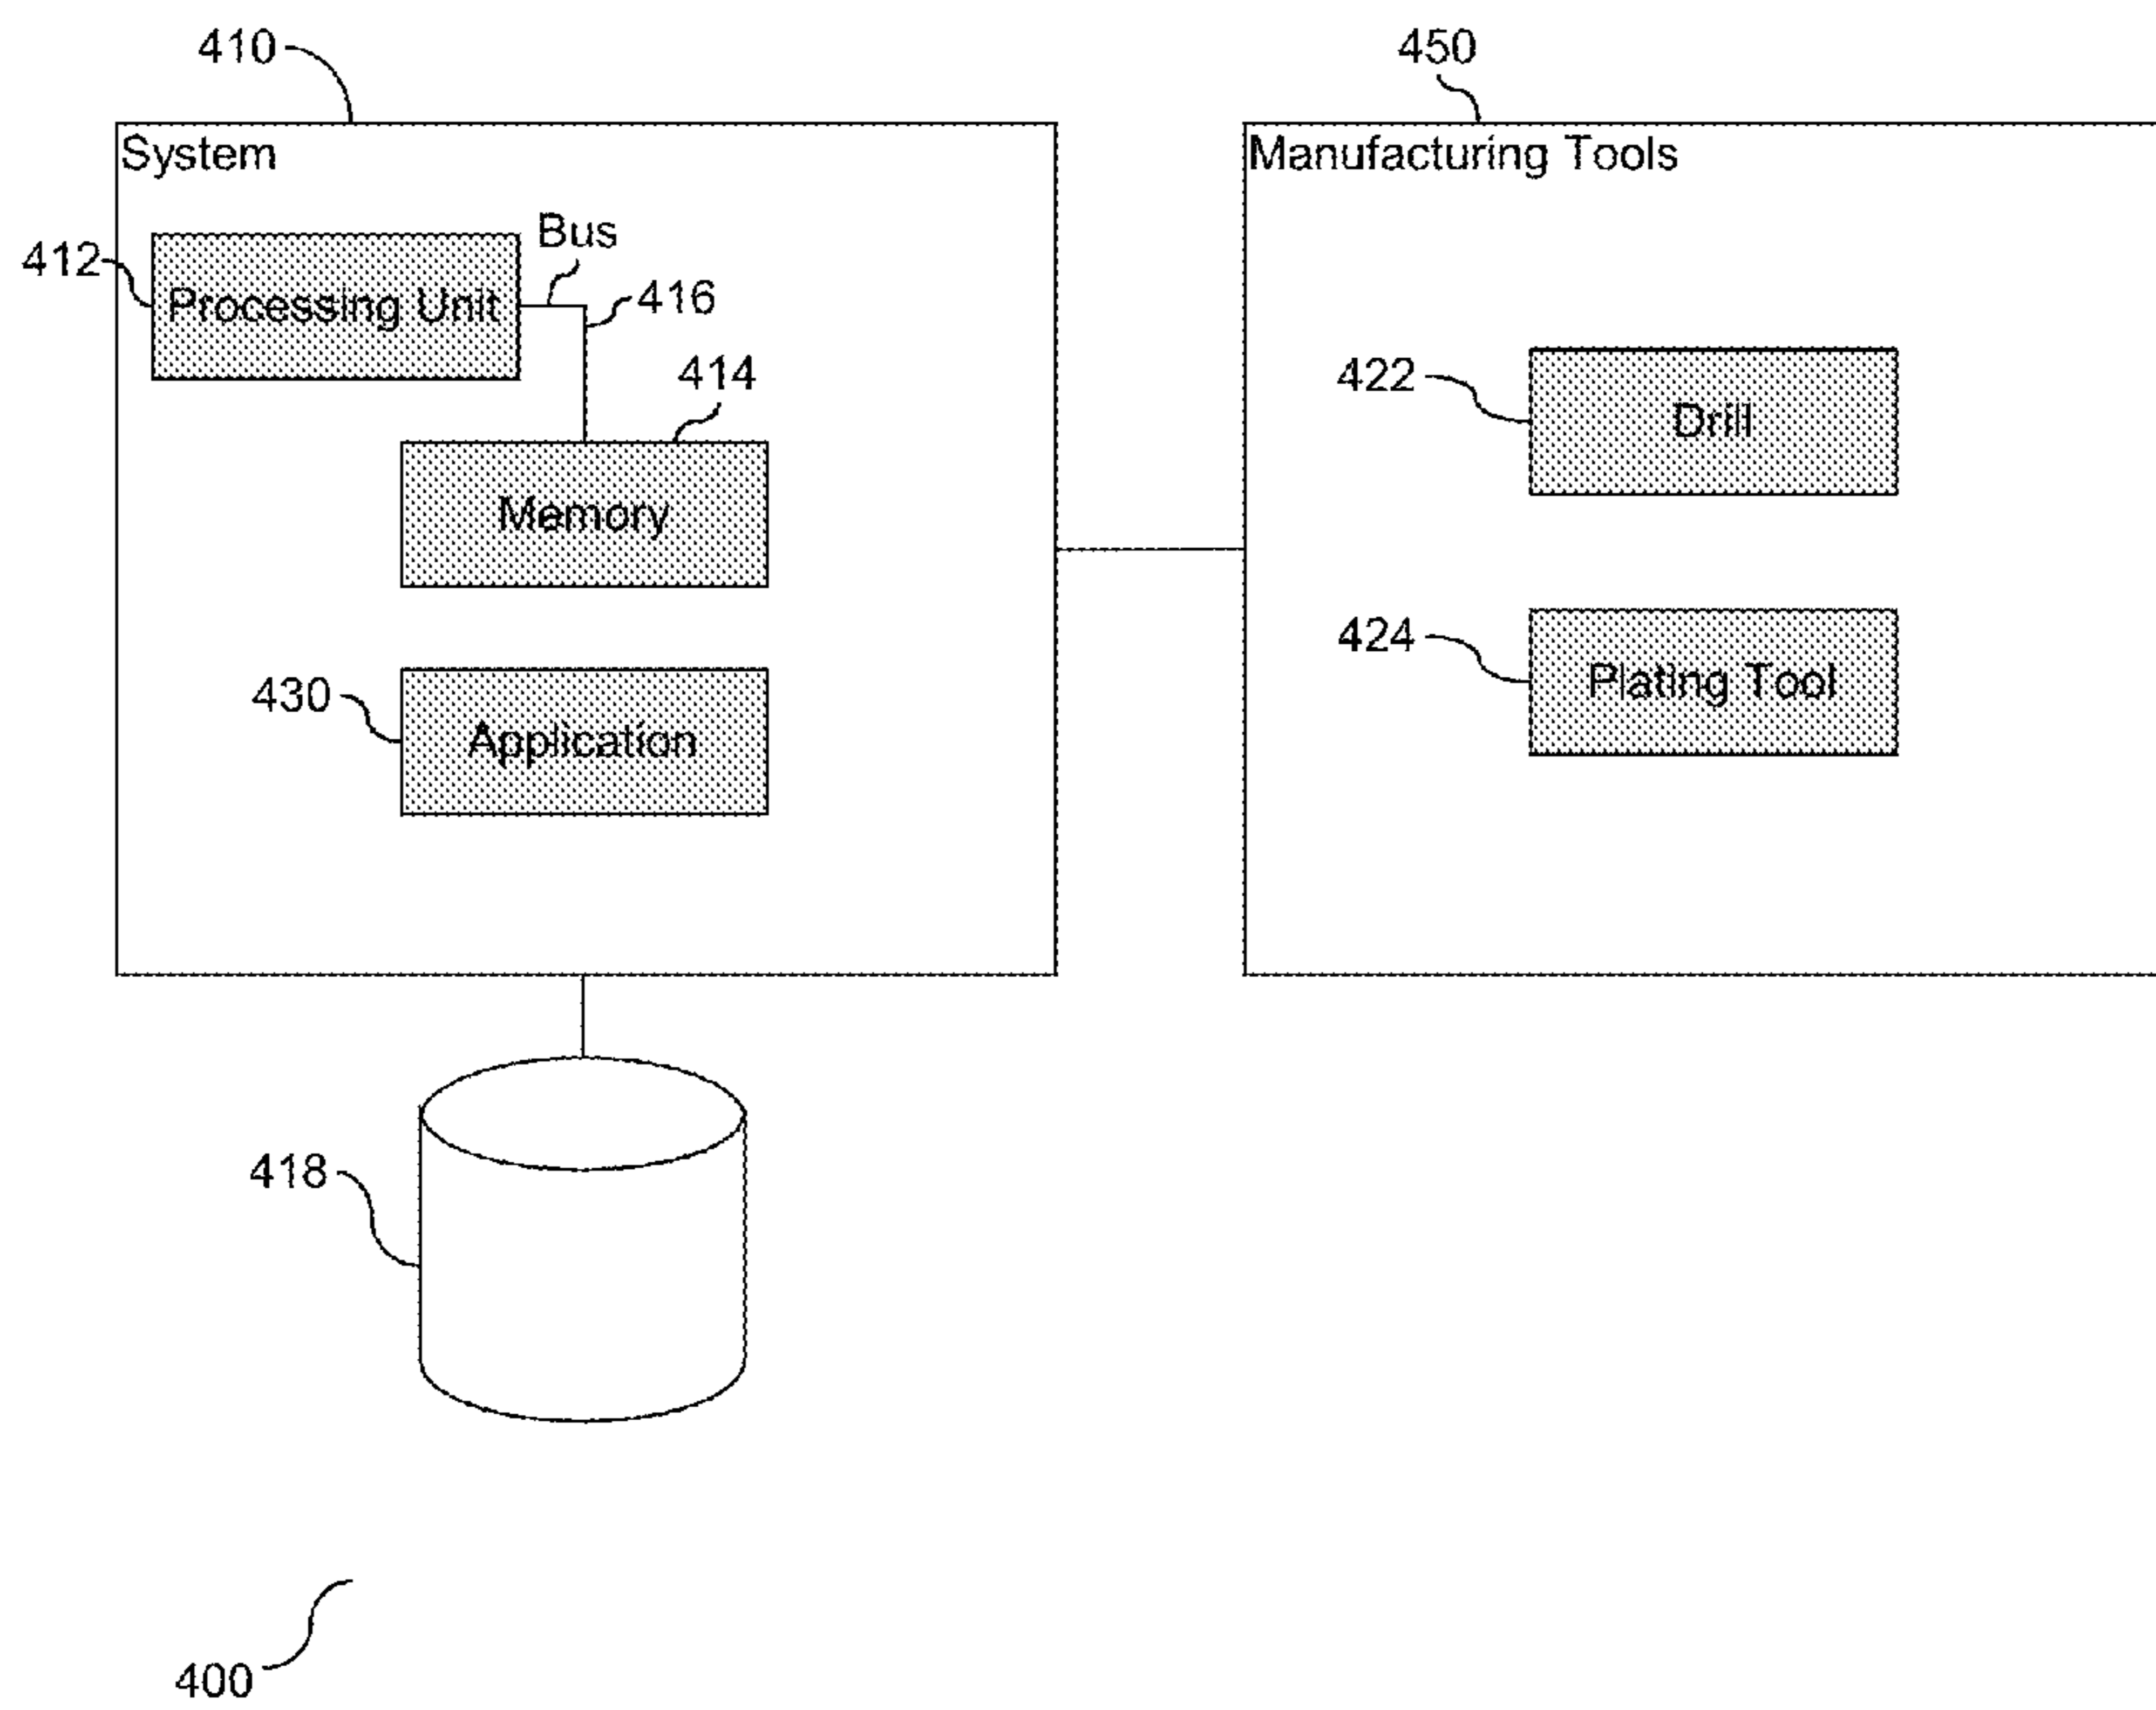 410
450
System
Manufacturing Tools
Bus
412
Processing Unit
416
414
422
Drill
Memory
424
Plating Tool
430
Application
418
400